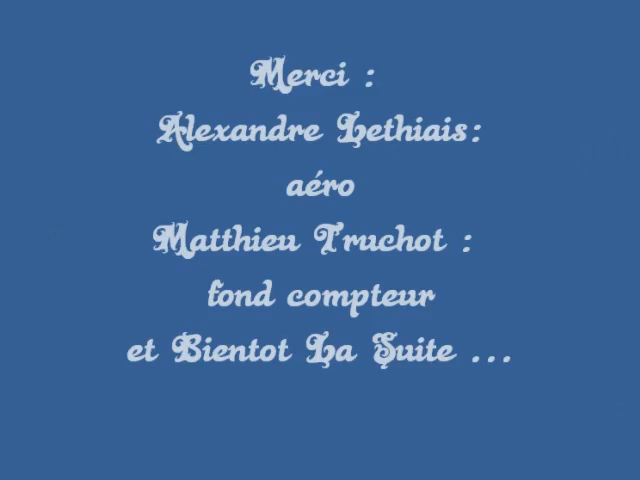 Merci :
Alexandre Lethiais:
aéro
Matthieu Truchot :
fond compteur
et Bientot La Suite ...